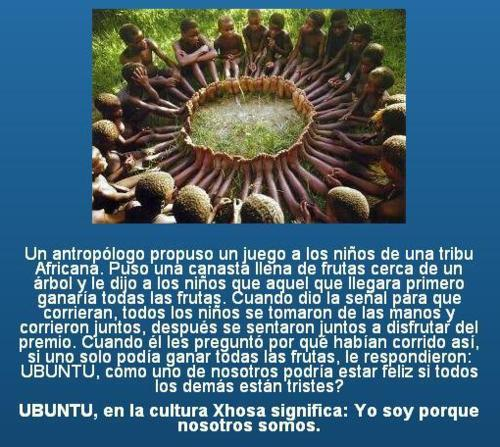 Un antropólogo propuso un juego a los niños de una tribu
Africana. Puso una canasta llena de frutas cerca de un
árbol y le dijo a los niños que aquel que llegara primero
ganaría todas las frutas. Cuando dio la señal para que
corrieran, todos los niños se tomaron de las manos y
corrieron juntos, después se sentaron juntos a disfrutar del
premio. Cuando él les preguntó por qué habían corrido así,
si uno solo podía ganar todas las frutas, le respondieron:
UBUNTU, cómo uno de nosotros podría estar feliz si todos
los demás están tristes?
UBUNTU, en la cultura Xhosa significa: Yo soy porque
nosotros somos.